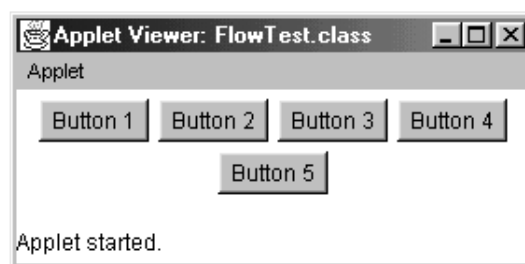 Applet Viewer: FlowTest.class
Applet
Button 1 Button 2 Button 3 Button 4
Button 5
Applet started.